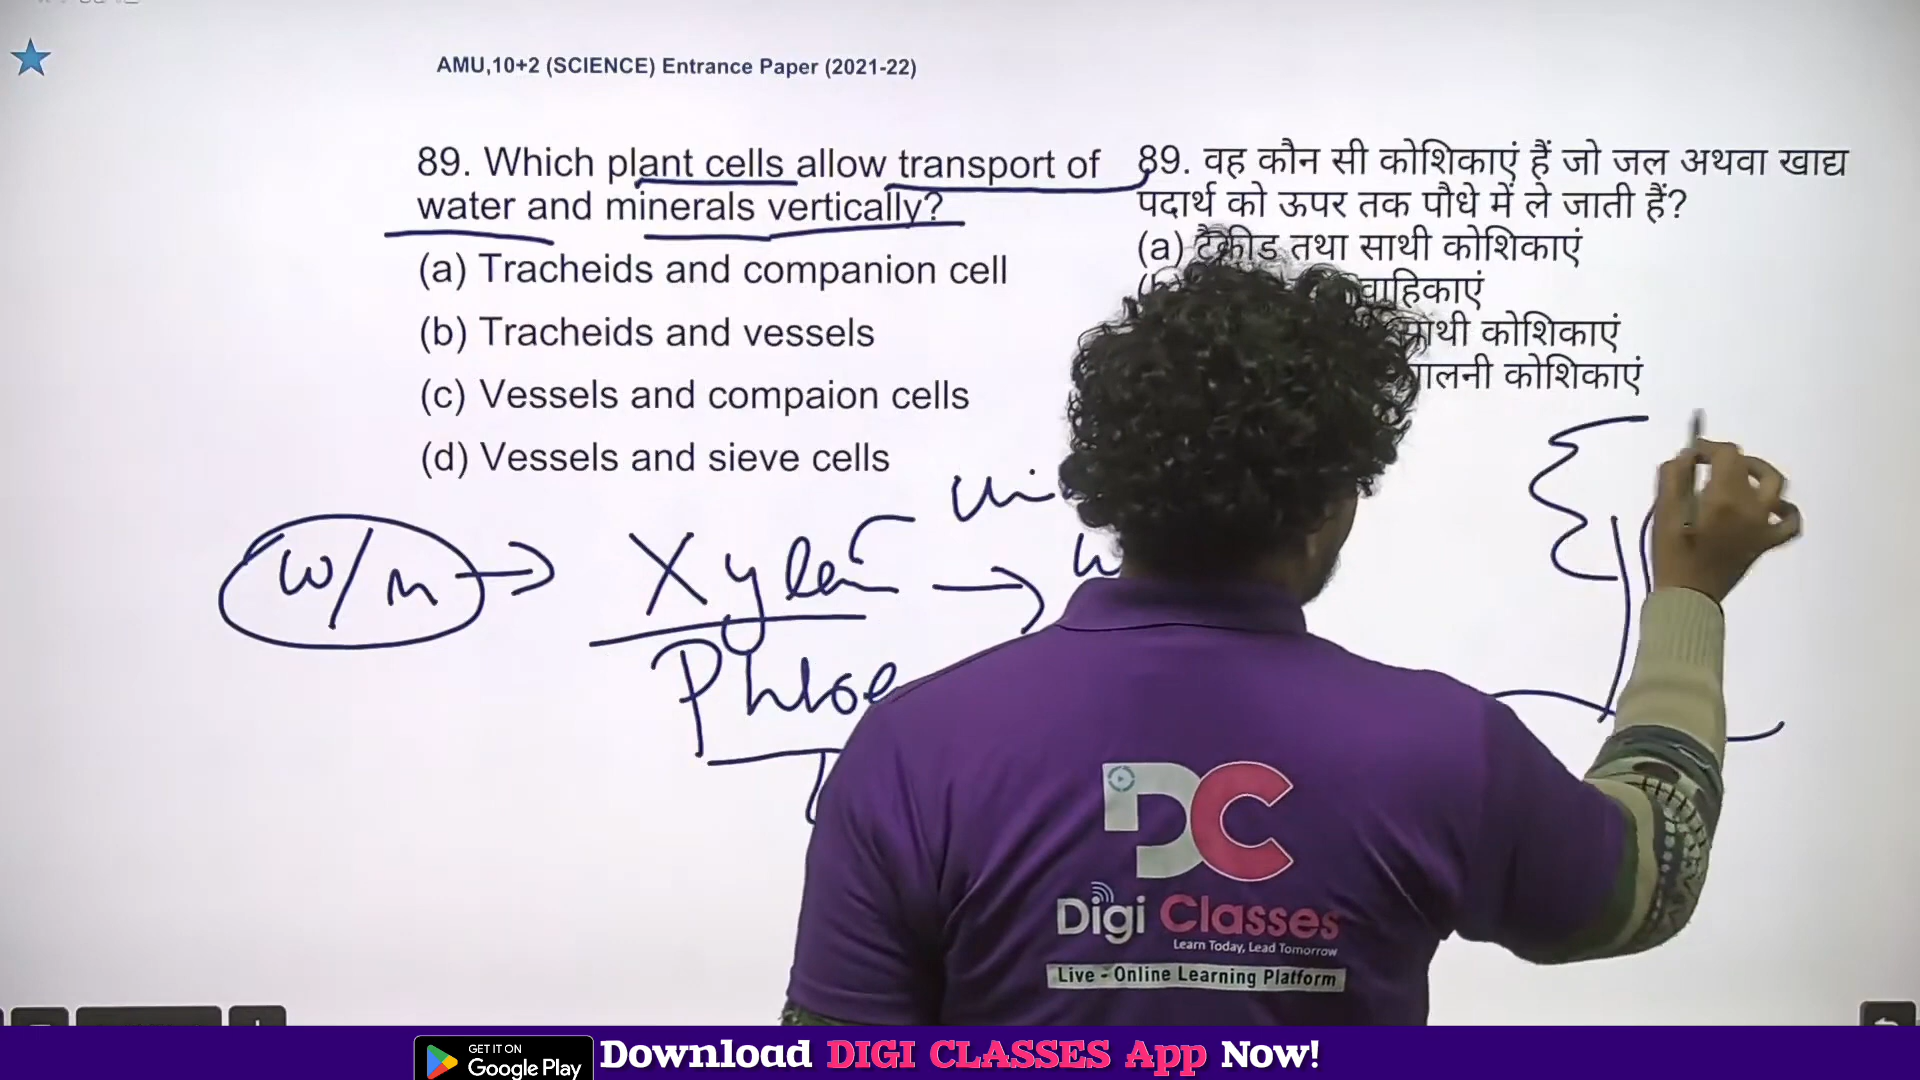 AMU,10+2 (SCIENCE) Entrance Paper (2021-22)
89. Which plant cells allow transport of
water and minerals vertically?
(a) Tracheids and companion cell
(b) Tracheids and vessels
(c) Vessels and compaion cells
(d) Vessels and sieve cells
89. वह कौन सी कोशिकाएं हैं जो जल अथवा खाद्य
पदार्थ को ऊपर तक पौधे में ले जाती हैं?
(a) ट्रैकीड तथा साथी कोशिकाएं
वाहिकाएं
साथी कोशिकाएं
कोशिकाएं
W/M
Xylem
DC
Digi Classes
Learn Today, Lead Tomorrow
Live - Online Learning Platform
GET IT ON
Google Play
Download DIGI CLASSES App Now!